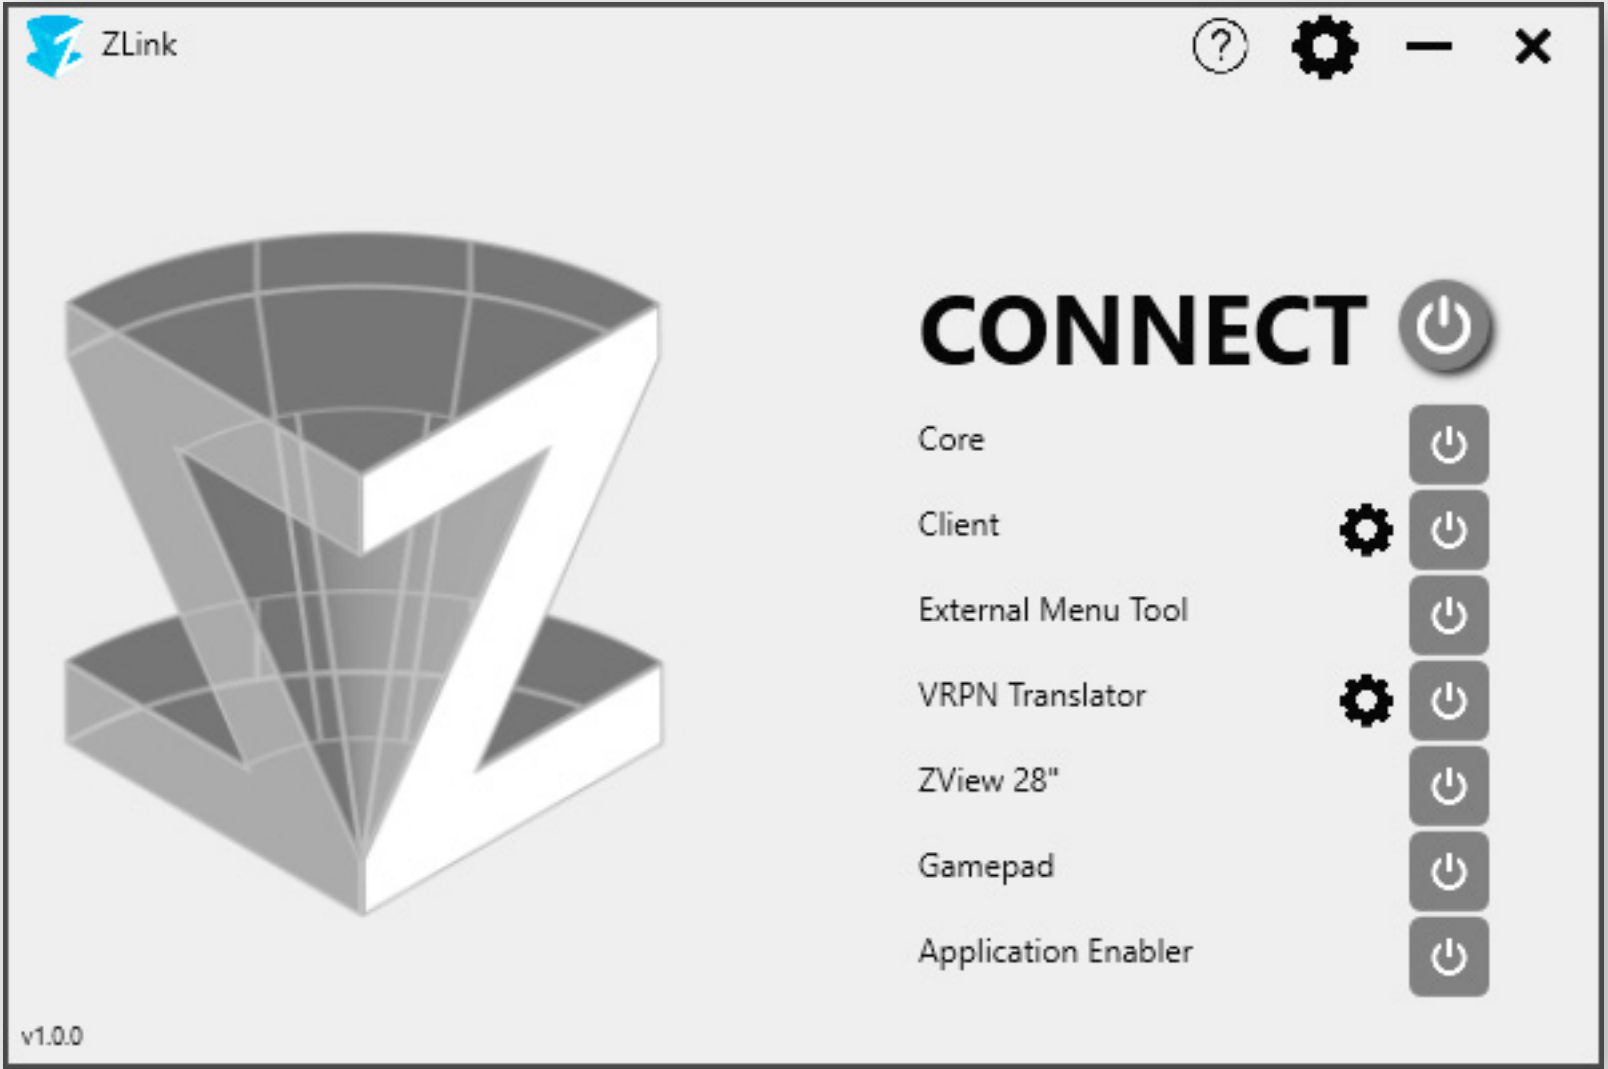 ZLink
CONNECT
Core
Client
External Menu Tool
VRPN Translator
ZView 28"
Gamepad
Application Enabler
v1.0.0